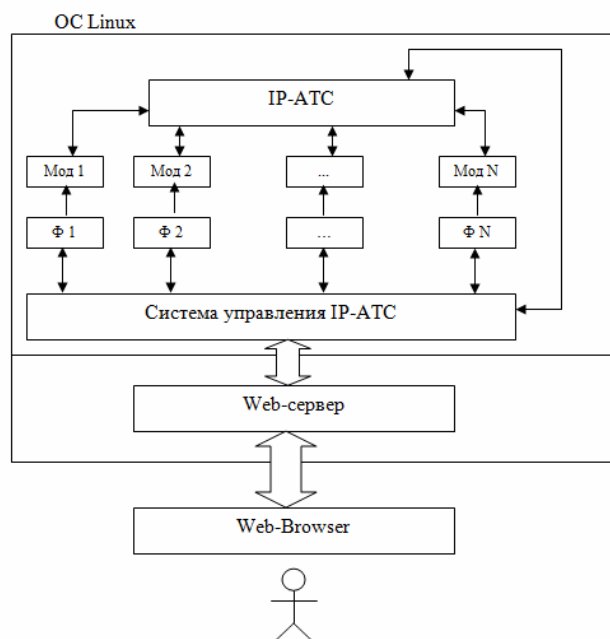 ОС Linux
IP-АТС
Мод 1
Мод 2
...
Мод N
Ф 1
Ф 2
...
Ф N
Система управления IP-АТС
Web-сервер
Web-Browser